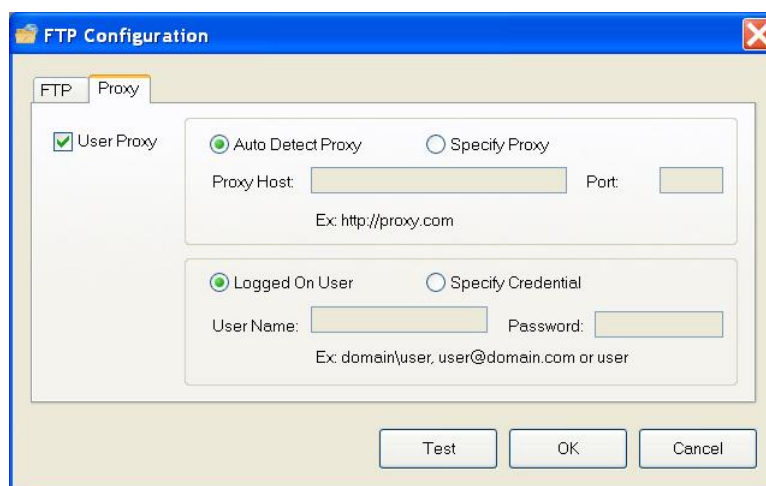 FTP Configuration
FTP Proxy
User Proxy
Auto Detect Proxy Specify Proxy
Proxy Host: Port:
Ex: http://proxy.com
Logged On User Specify Credential
User Name: Password:
Ex: domain\user, user@domain.com or user
Test OK Cancel